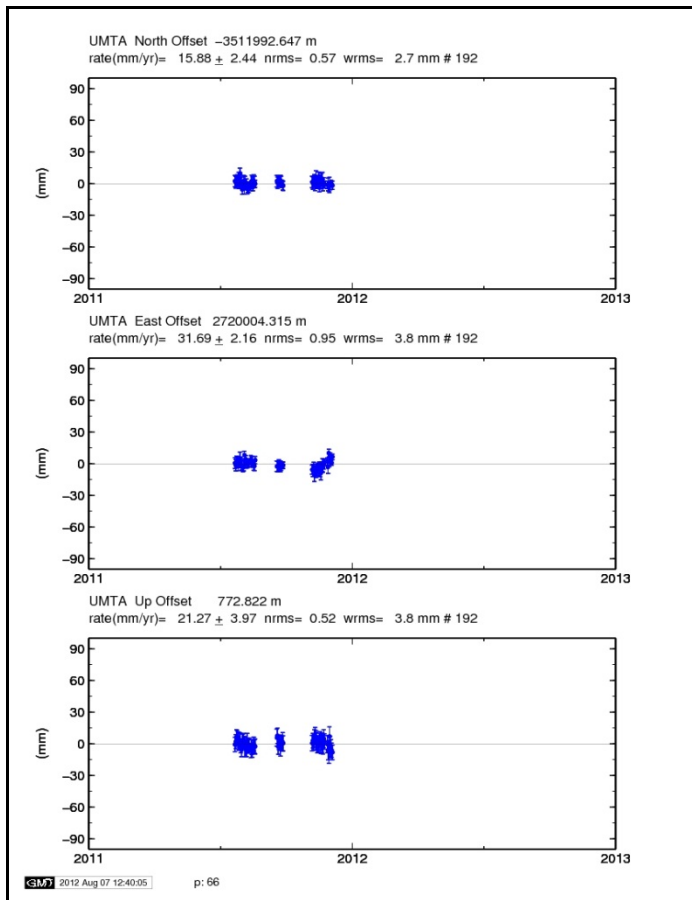 UMTA North Offset −3511992.647 m
rate(mm/yr)= 15.88 ± 2.44 nrms= 0.57 wrms= 2.7 mm # 192
90
60
30
0
−30
−60
−90
(mm)
2011 2012 2013
UMTA East Offset 2720004.315 m
rate(mm/yr)= 31.69 ± 2.16 nrms= 0.95 wrms= 3.8 mm # 192
90
60
30
0
−30
−60
−90
(mm)
2011 2012 2013
UMTA Up Offset 772.822 m
rate(mm/yr)= 21.27 ± 3.97 nrms= 0.52 wrms= 3.8 mm # 192
90
60
30
0
−30
−60
−90
(mm)
2011 2012 2013
GMT 2012 Aug 07 12:40:05 p: 66